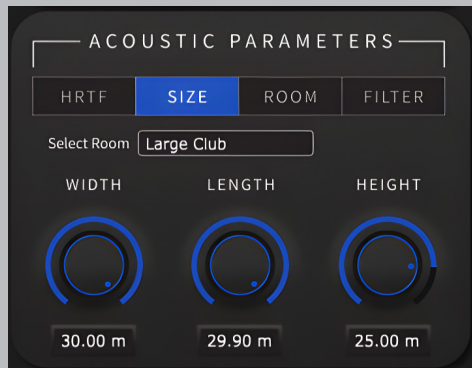 ACOUSTIC PARAMETERS
HRTF SIZE ROOM FILTER
Select Room Large Club
WIDTH LENGTH HEIGHT
30.00 m 29.90 m 25.00 m